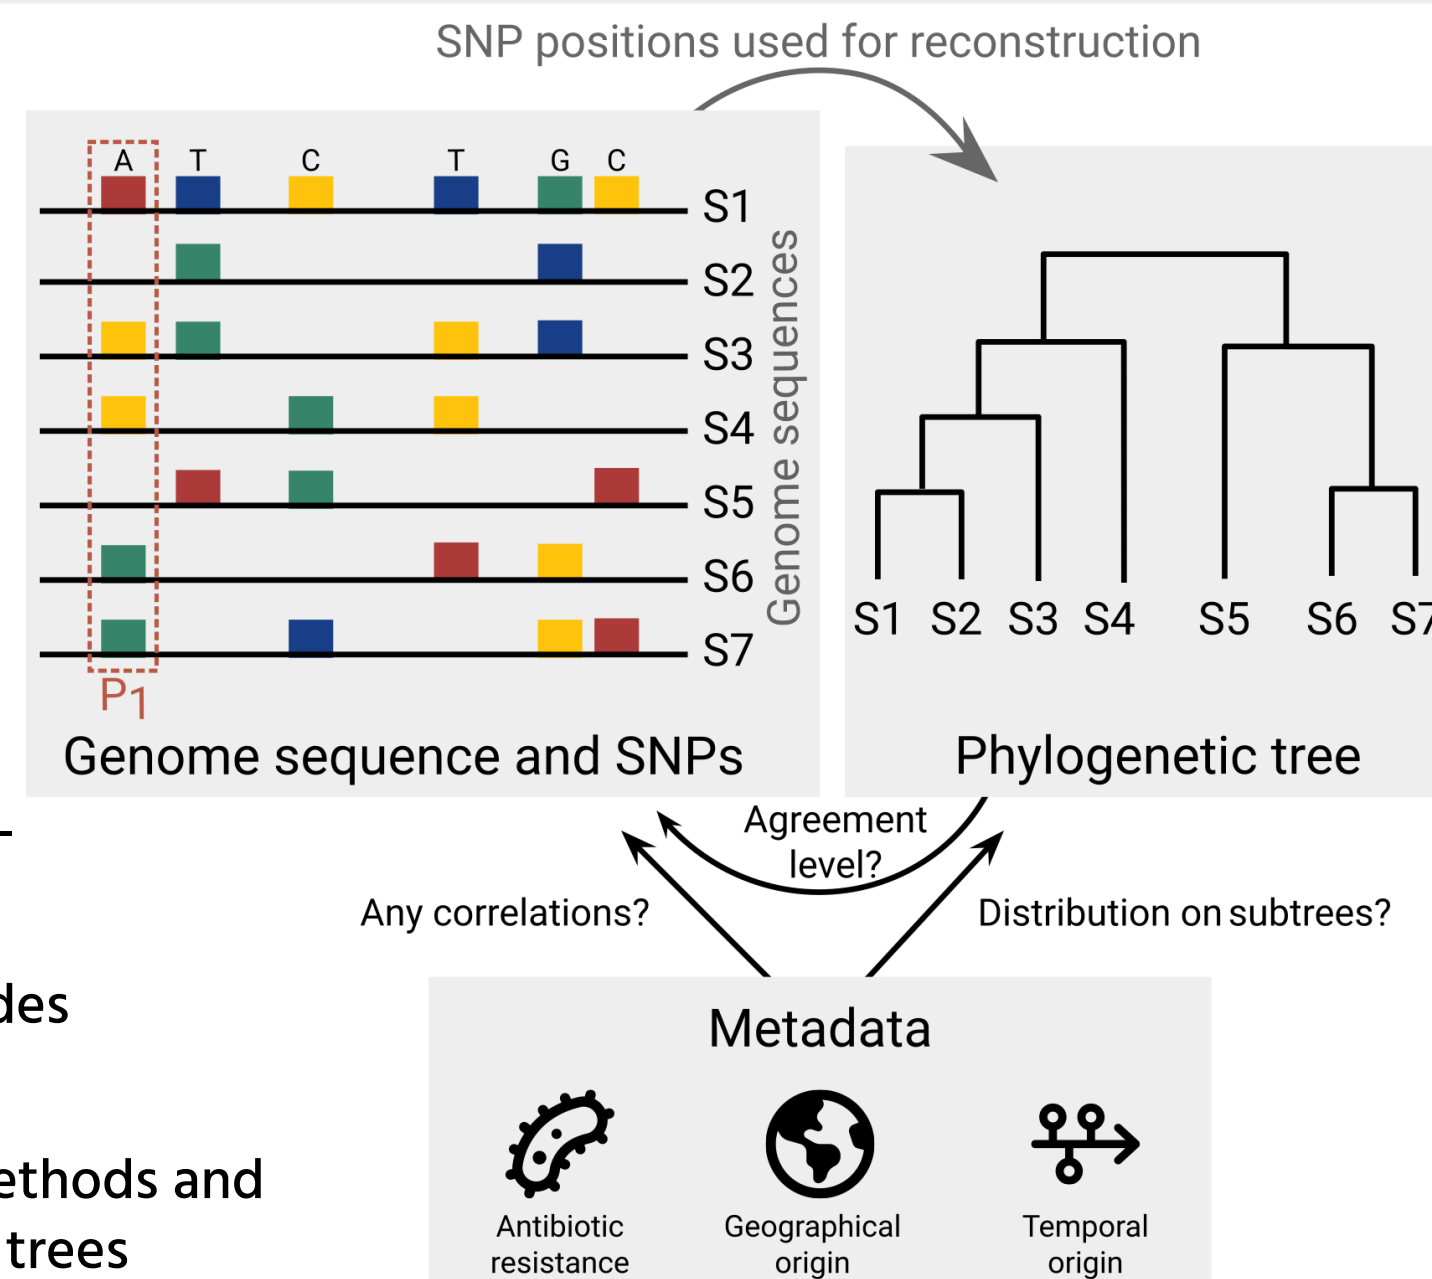 SNP positions used for reconstruction
A T C T G C
S1
S2
S3
S4
S5
S6
S7
Genome sequences
P1
Genome sequence and SNPs
S1 S2 S3 S4 S5 S6 S7
Phylogenetic tree
Agreement
level?
Any correlations?
Distribution on subtrees?
des
ethods and
trees
Metadata
Antibiotic
resistance
Geographical
origin
Temporal
origin